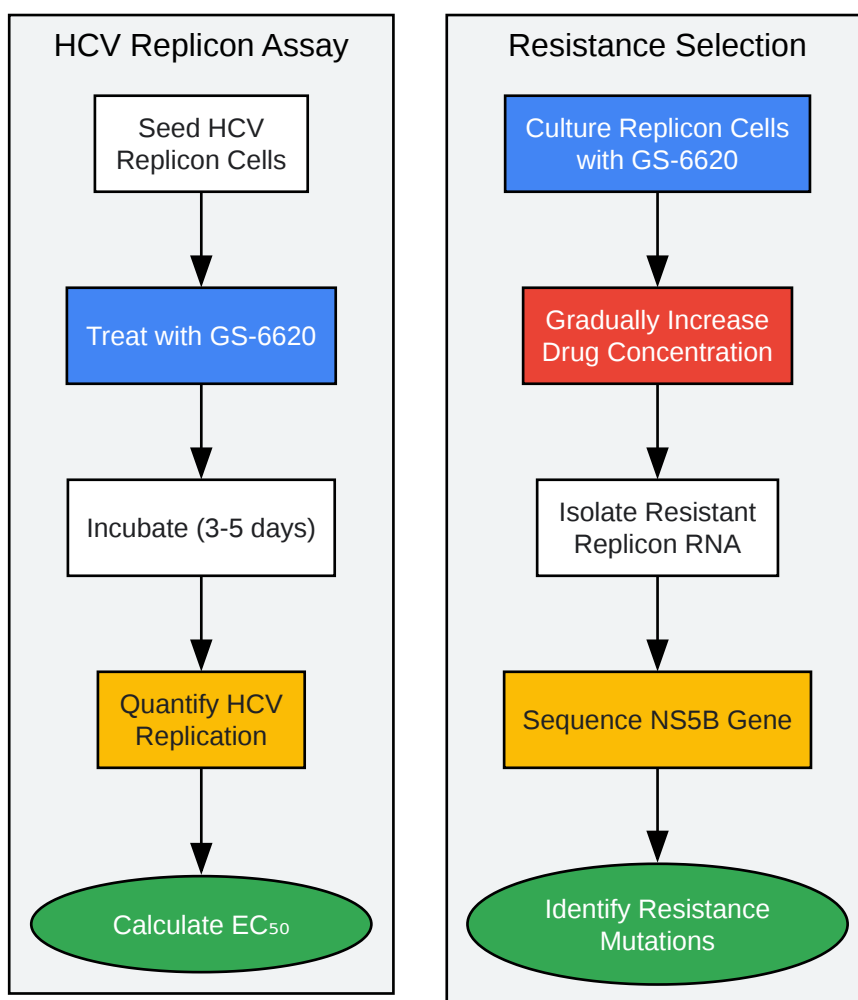 HCV Replicon Assay
Seed HCV
Replicon Cells
Treat with GS-6620
Incubate (3-5 days)
Quantify HCV
Replication
Calculate EC₅₀
Resistance Selection
Culture Replicon Cells
with GS-6620
Gradually Increase
Drug Concentration
Isolate Resistant
Replicon RNA
Sequence NS5B Gene
Identify Resistance
Mutations